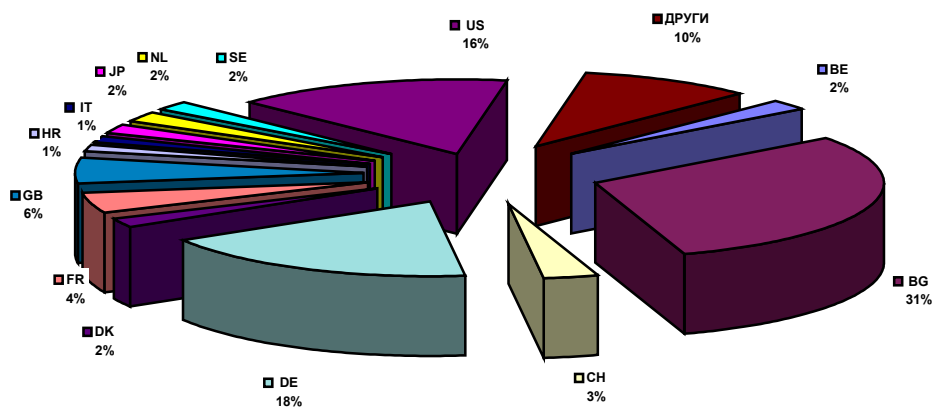 US
16%
ДРУГИ
10%
BE
2%
BG
31%
CH
3%
DE
18%
DK
2%
FR
4%
GB
6%
HR
1%
IT
1%
JP
2%
NL
2%
SE
2%